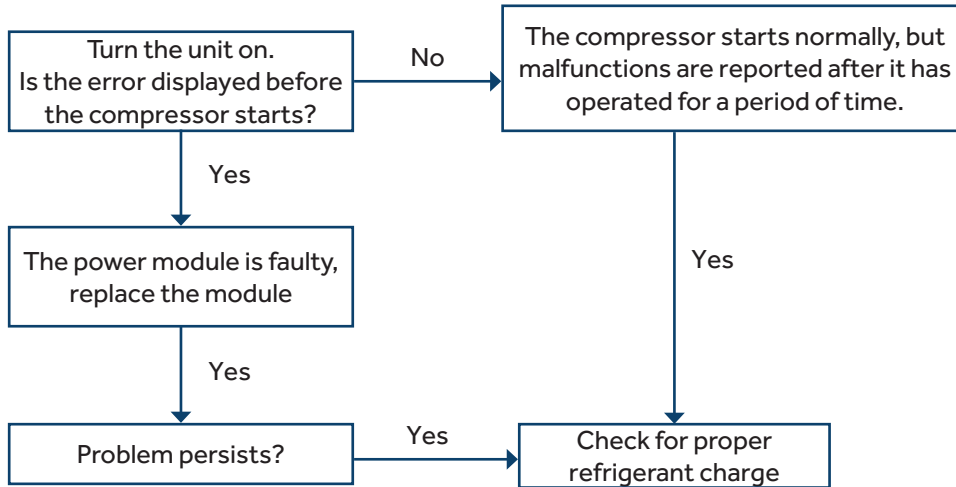 Turn the unit on.
Is the error displayed before
the compressor starts?
No
The compressor starts normally, but
malfunctions are reported after it has
operated for a period of time.
Yes
The power module is faulty,
replace the module
Yes
Yes
Problem persists?
Yes
Check for proper
refrigerant charge